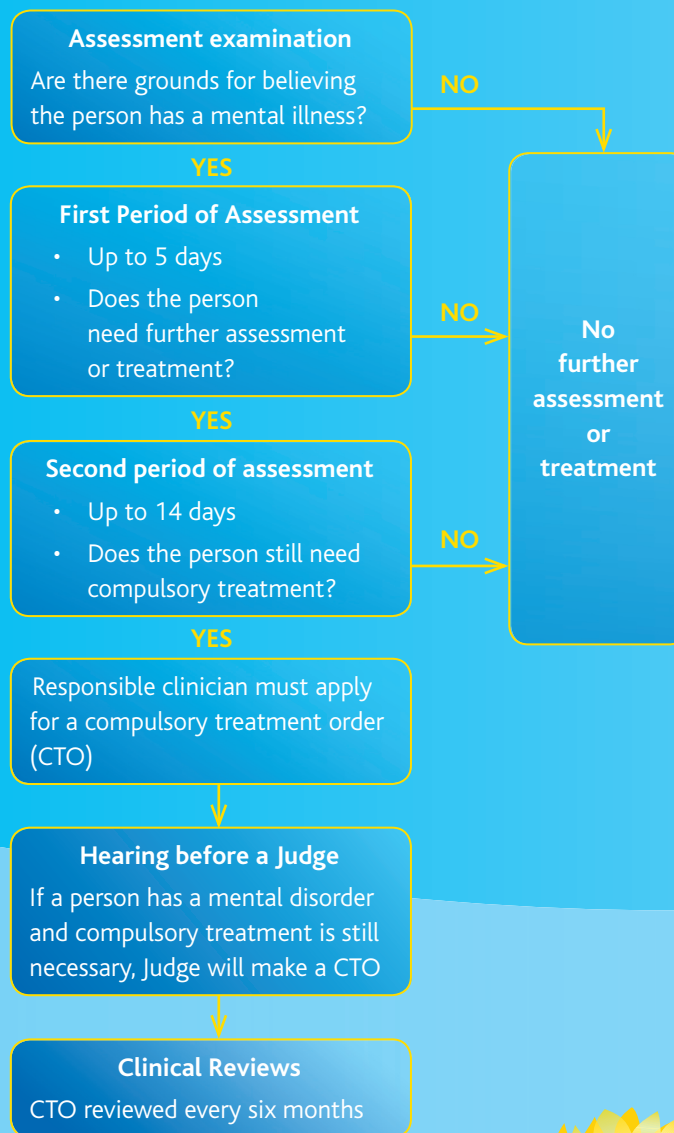 Assessment examination
Are there grounds for believing
the person has a mental illness?
NO
YES
First Period of Assessment
• Up to 5 days
• Does the person
need further assessment
or treatment?
NO
No
further
assessment
or
treatment
YES
Second period of assessment
• Up to 14 days
• Does the person still need
compulsory treatment?
NO
YES
Responsible clinician must apply
for a compulsory treatment order
(CTO)
Hearing before a Judge
If a person has a mental disorder
and compulsory treatment is still
necessary, Judge will make a CTO
Clinical Reviews
CTO reviewed every six months